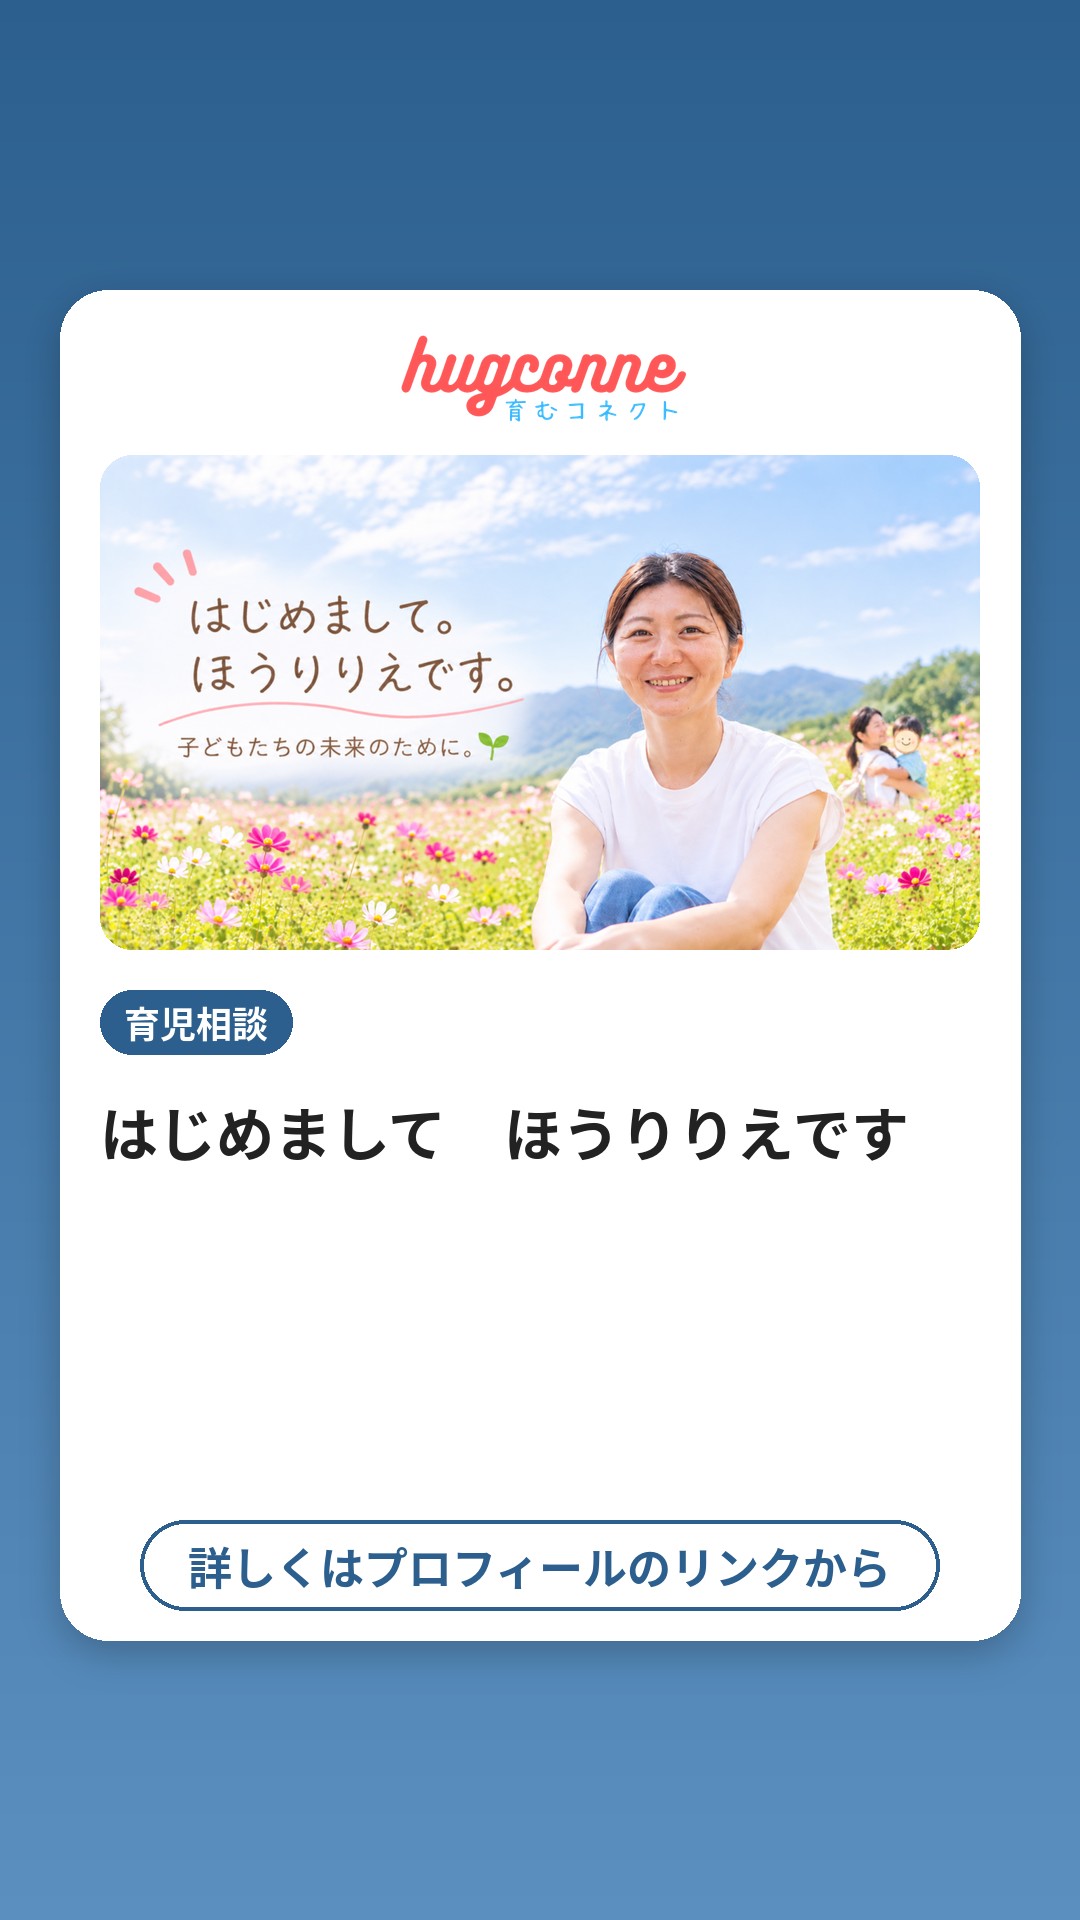 hugconne
育むコネクト
はじめまして。
ほうりりえです。
子どもたちの未来のために。
育児相談
はじめまして　ほうりりえです
詳しくはプロフィールのリンクから